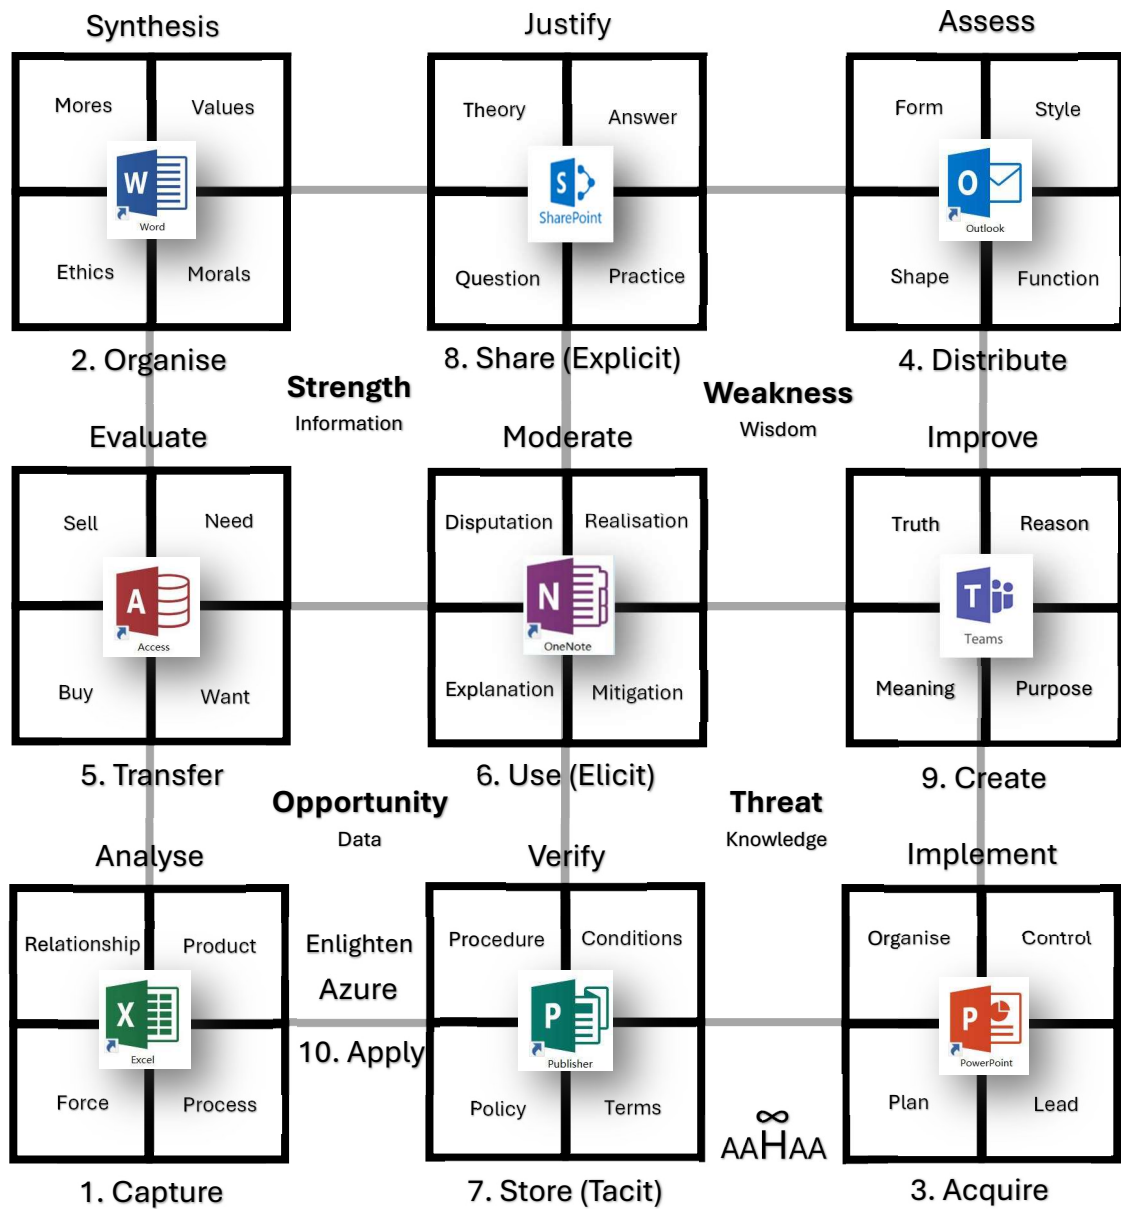 Synthesis
Mores
Values
W
Word
Ethics
Morals
2. Organise
Justify
Theory
Answer
S
SharePoint
Question
Practice
8. Share (Explicit)
Assess
Form
Style
O
Outlook
Shape
Function
4. Distribute
Strength
Information
Weakness
Wisdom
Evaluate
Sell
Need
A
Access
Buy
Want
5. Transfer
Moderate
Disputation
Realisation
N
OneNote
Explanation
Mitigation
6. Use (Elicit)
Improve
Truth
Reason
T
Teams
Meaning
Purpose
9. Create
Opportunity
Data
Threat
Knowledge
Analyse
Relationship
Product
X
Excel
Force
Process
1. Capture
Enlighten
Azure
10. Apply
Verify
Procedure
Conditions
P
Publisher
Policy
Terms
7. Store (Tacit)
∞
AAHAA
Implement
Organise
Control
P
PowerPoint
Plan
Lead
3. Acquire